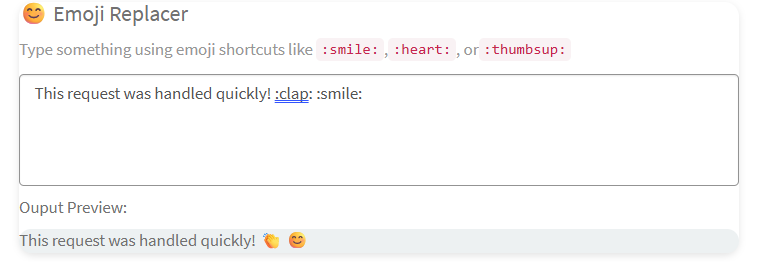 😊 Emoji Replacer
Type something using emoji shortcuts like :smile:, :heart:, or :thumbsup:
This request was handled quickly! :clap: :smile:
Ouput Preview:
This request was handled quickly! 👏 😊